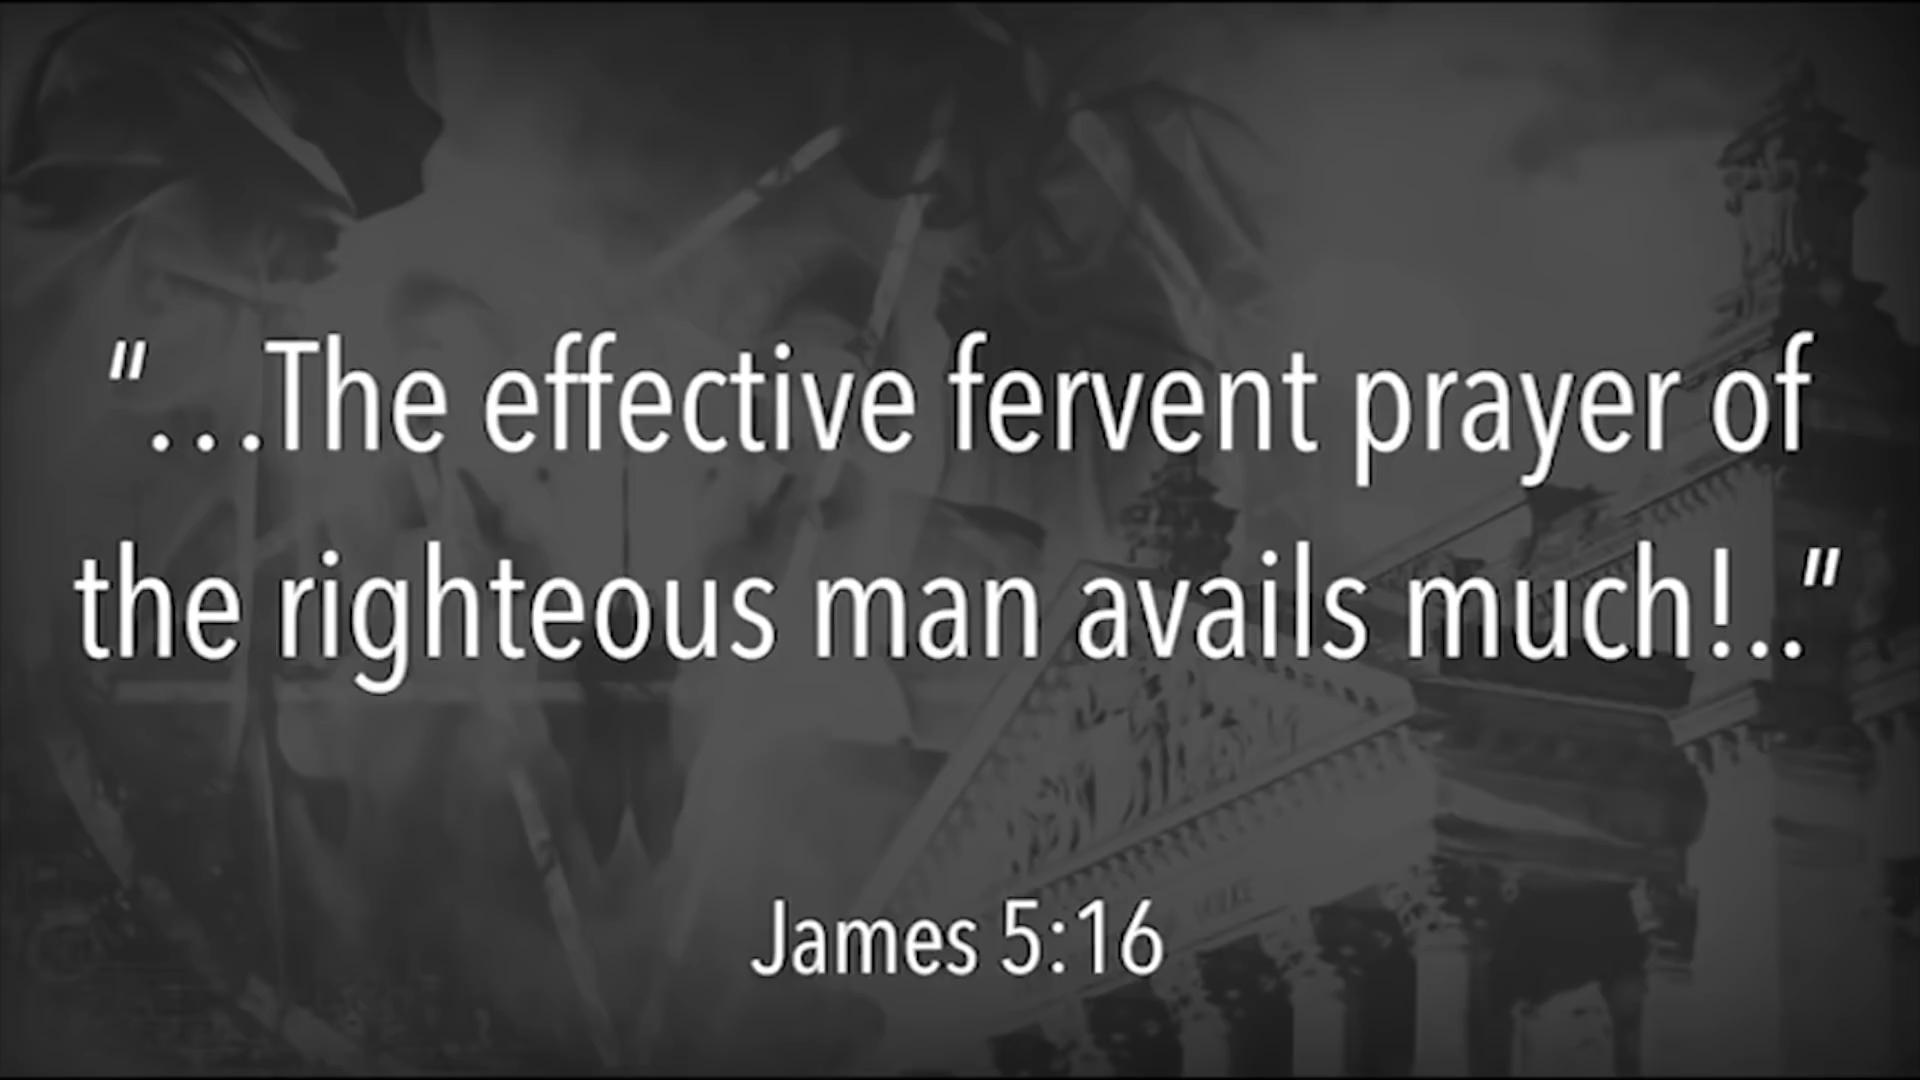 "...The effective fervent prayer of
the righteous man avails much!.."
James 5:16